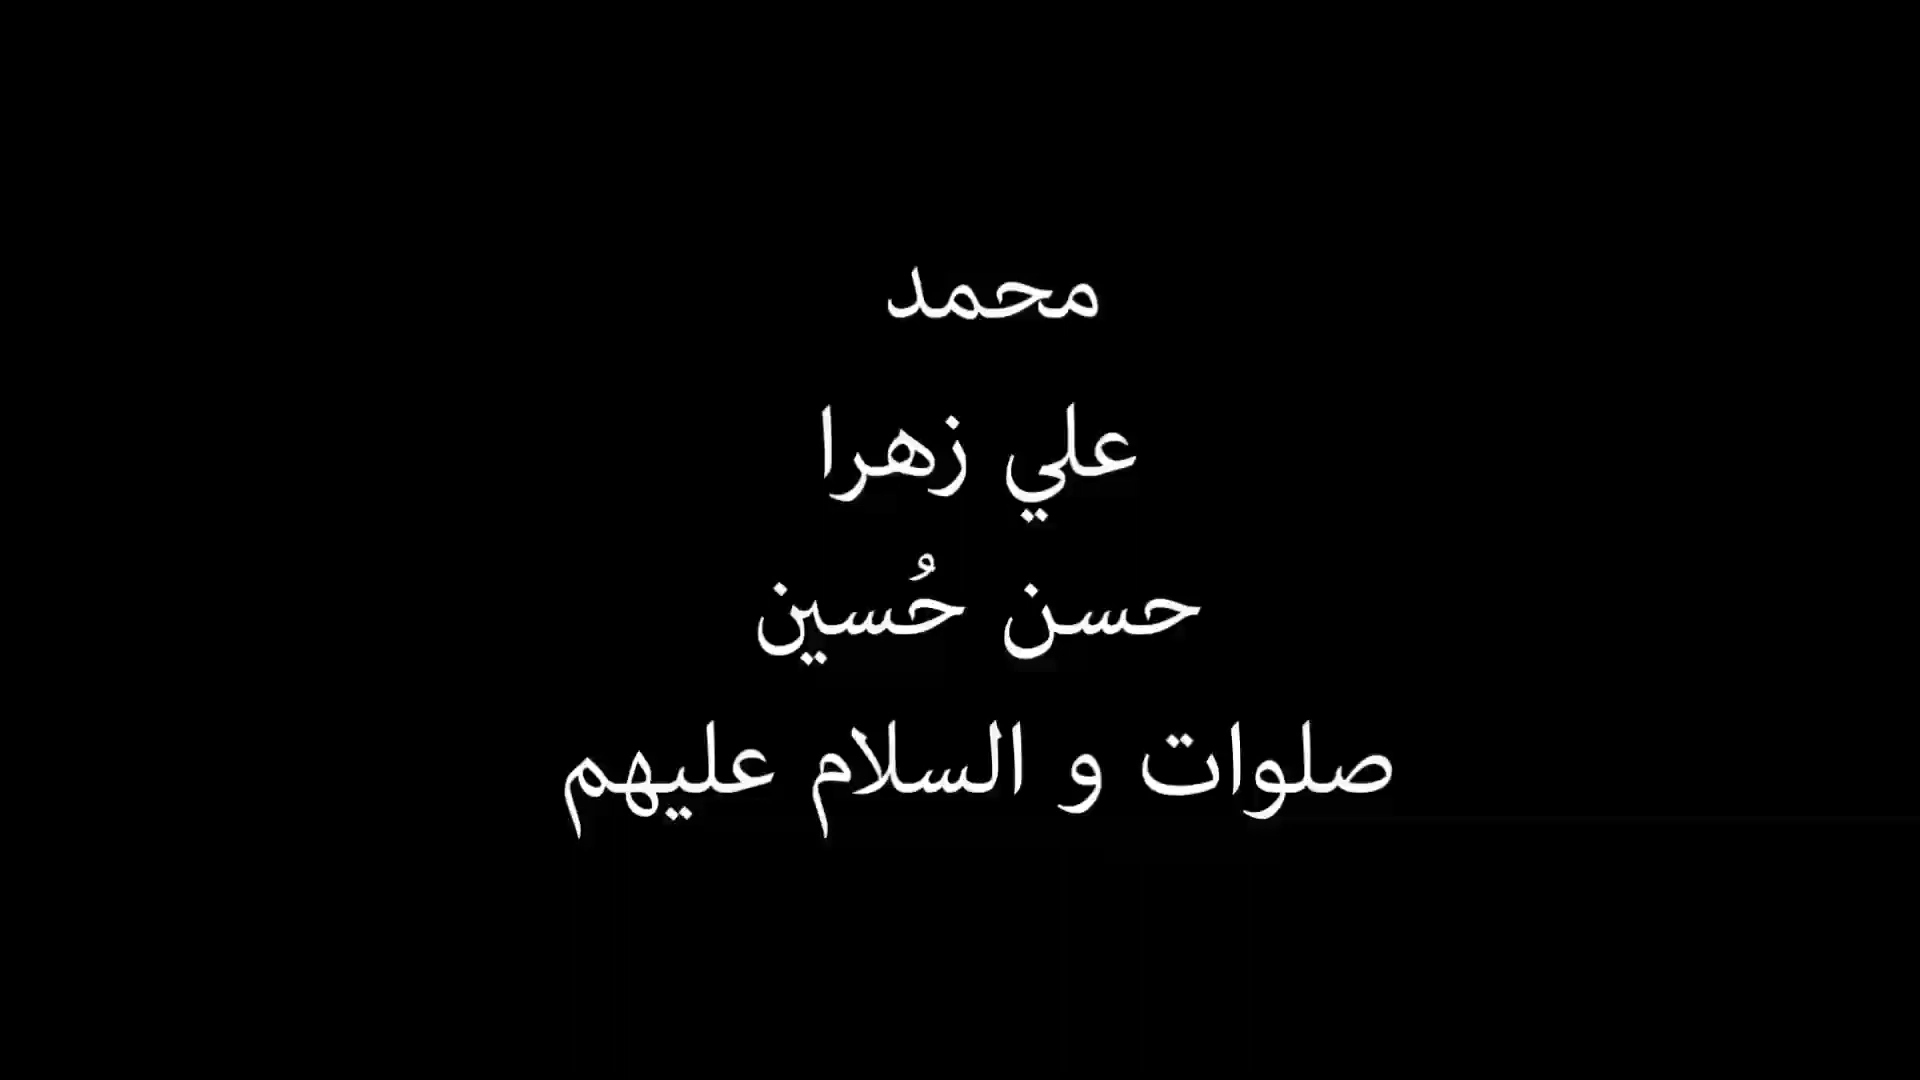 محمد
علي زهرا
حسن حُسين
صلوات و السلام عليهم